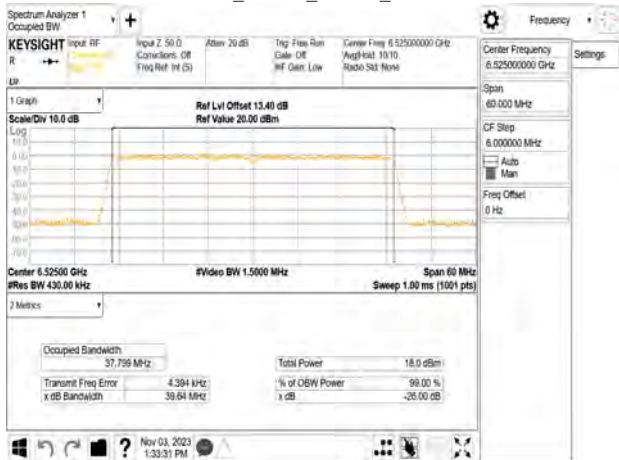 Spectrum Analyzer 1
Occupied BW
Frequency
KEYSIGHT
Input: RF
R
Input Z: 50 Ω
Corrections: Off
Freq Ref: Int (S)
Atten: 20 dB
Trig: Free Run
Gate: Off
#IF Gain: Low
Center Freq: 6.525000000 GHz
Avg|Hold: 10/10
Radio Std: None
Center Frequency
6.525000000 GHz
Settings
Span
60.000 MHz
CF Step
6.000000 MHz
Auto
Man
Freq Offset
0 Hz
1 Graph
Scale/Div 10.0 dB
Ref Lvl Offset 13.40 dB
Ref Value 20.00 dBm
Log
10.0
0.00
Center 6.52500 GHz
#Res BW 430.00 kHz
#Video BW 1.5000 MHz
Span 60 MHz
Sweep 1.00 ms (1001 pts)
2 Metrics
Occupied Bandwidth
37.799 MHz
Total Power 18.0 dBm
Transmit Freq Error 4.394 kHz
% of OBW Power 99.00 %
x dB Bandwidth 39.64 MHz
x dB -26.00 dB
Nov 03, 2023
1:33:31 PM